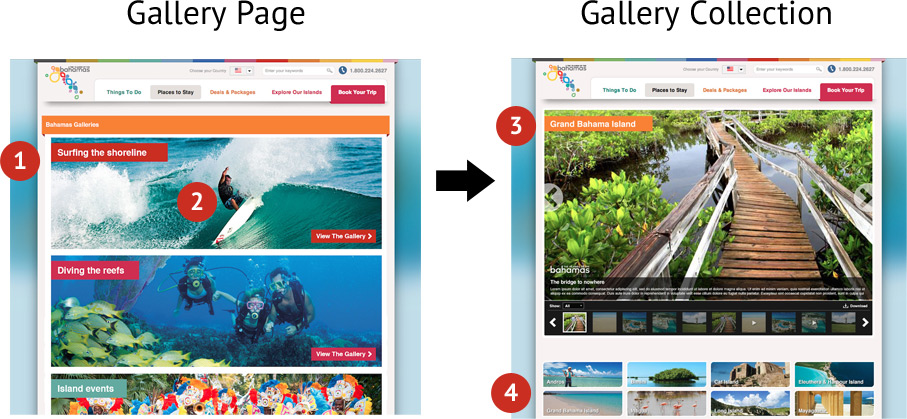 Gallery Page
Gallery Collection
bahamas
Choose your Country
Enter your keywords
1.800.224.2627
Things To Do
Places to Stay
Deals & Packages
Explore Our Islands
Book Your Trip
Bahamas Galleries
1
Surfing the shoreline
2
View The Gallery
Diving the reefs
View The Gallery
Island events
bahamas
Choose your Country
Enter your keywords
1.800.224.2627
Things To Do
Places to Stay
Deals & Packages
Explore Our Islands
Book Your Trip
3
Grand Bahama Island
bahamas
The bridge to nowhere
Show:
All
Download
4
Andros
Cat Island
Eleuthera & Harbour Island
Grand Bahama Island
Long Island